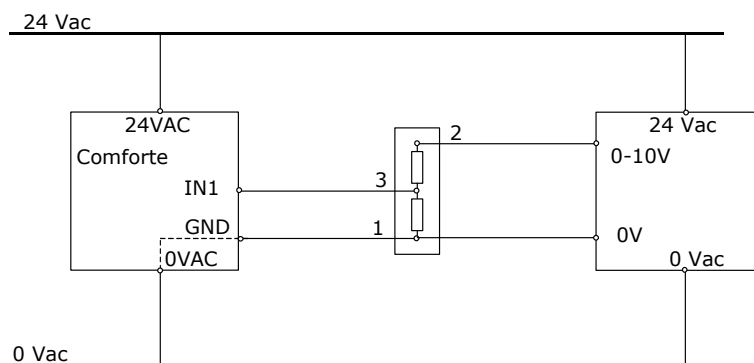 24 Vac
24VAC
24 Vac
Comforte
2
0-10V
IN1
3
GND
1
0V
0VAC
0 Vac
0 Vac